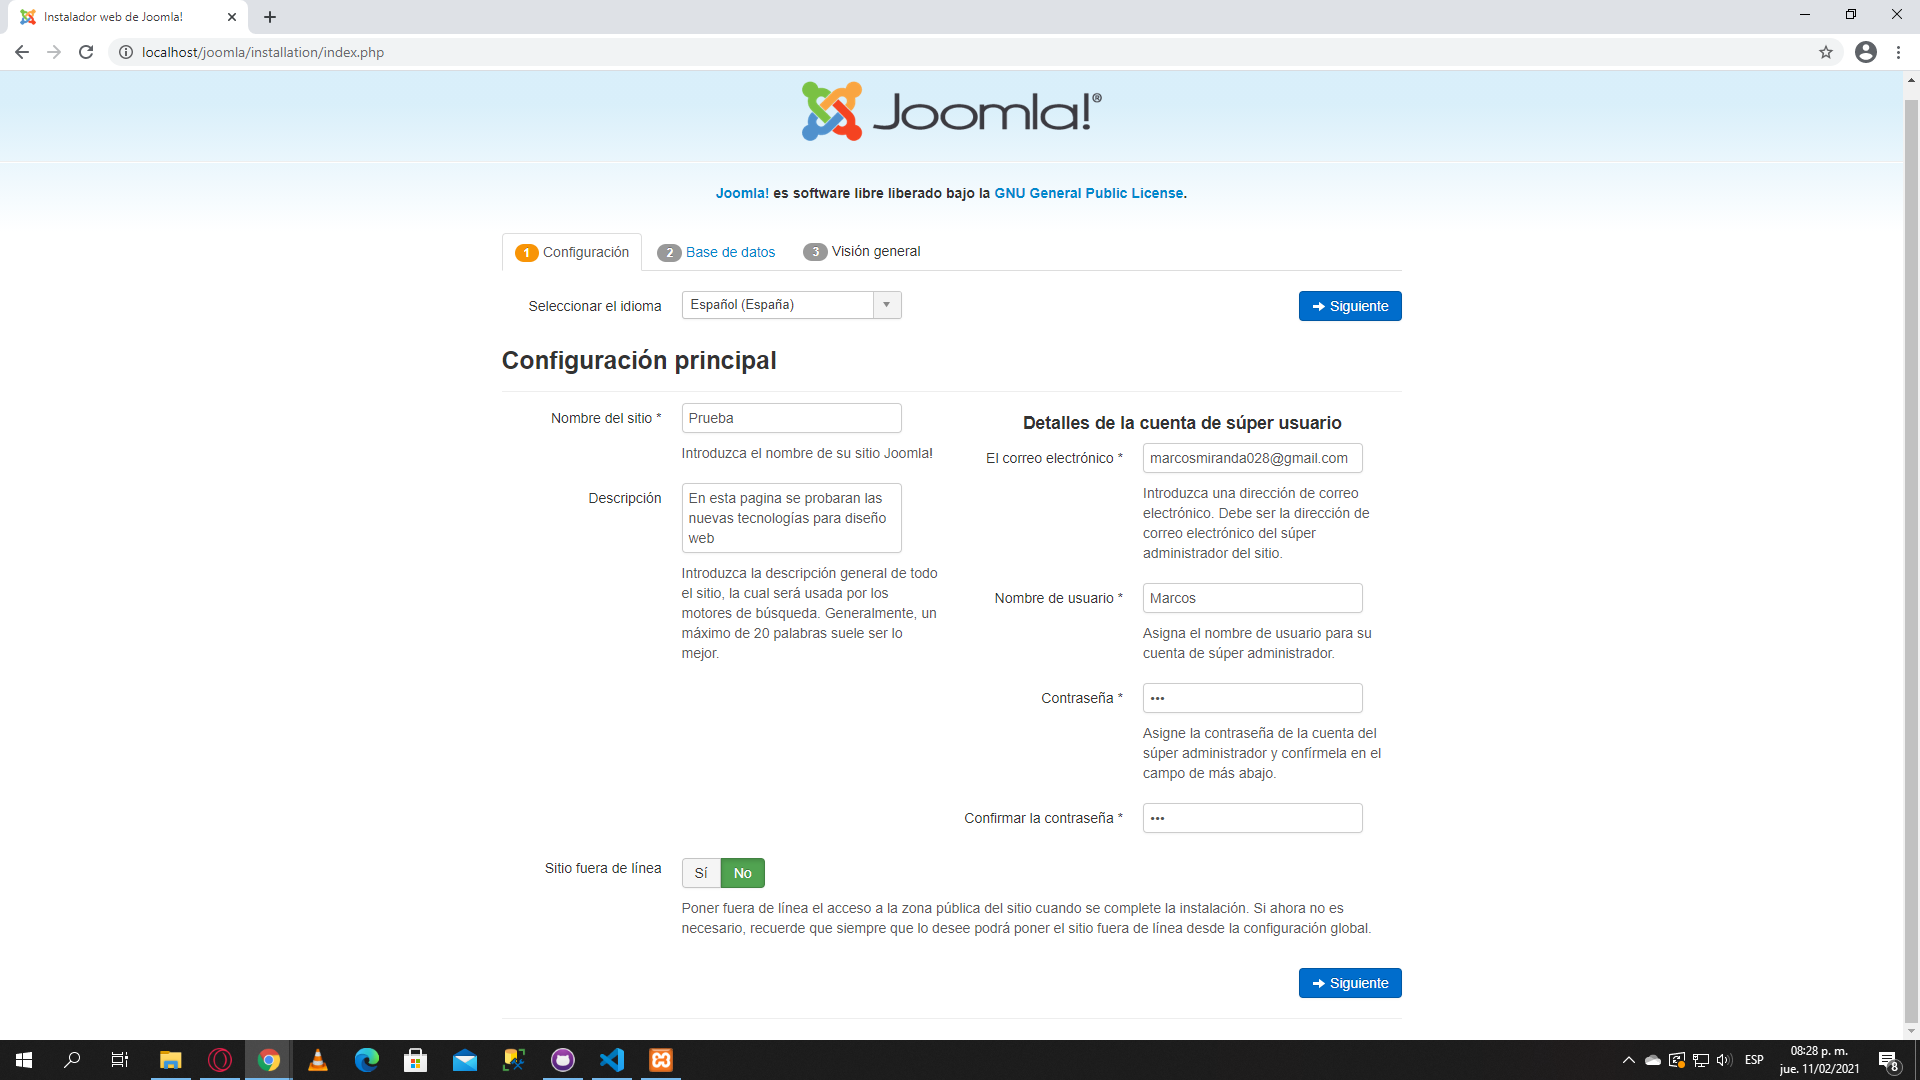 Instalador web de Joomla!
localhost/joomla/installation/index.php
Joomla!®
Joomla! es software libre liberado bajo la GNU General Public License.
1 Configuración
2 Base de datos
3 Visión general
Seleccionar el idioma
Español (España)
Siguiente
Configuración principal
Nombre del sitio *
Prueba
Introduzca el nombre de su sitio Joomla!
Descripción
En esta pagina se probaran las
nuevas tecnologías para diseño
web
Introduzca la descripción general de todo
el sitio, la cual será usada por los
motores de búsqueda. Generalmente, un
máximo de 20 palabras suele ser lo
mejor.
Detalles de la cuenta de súper usuario
El correo electrónico *
marcosmiranda028@gmail.com
Introduzca una dirección de correo
electrónico. Debe ser la dirección de
correo electrónico del súper
administrador del sitio.
Nombre de usuario *
Marcos
Asigna el nombre de usuario para su
cuenta de súper administrador.
Contraseña *
•••
Asigne la contraseña de la cuenta del
súper administrador y confírmela en el
campo de más abajo.
Confirmar la contraseña *
•••
Sitio fuera de línea
Sí No
Poner fuera de línea el acceso a la zona pública del sitio cuando se complete la instalación. Si ahora no es
necesario, recuerde que siempre que lo desee podrá poner el sitio fuera de línea desde la configuración global.
Siguiente
ESP
08:28 p. m.
jue. 11/02/2021
8